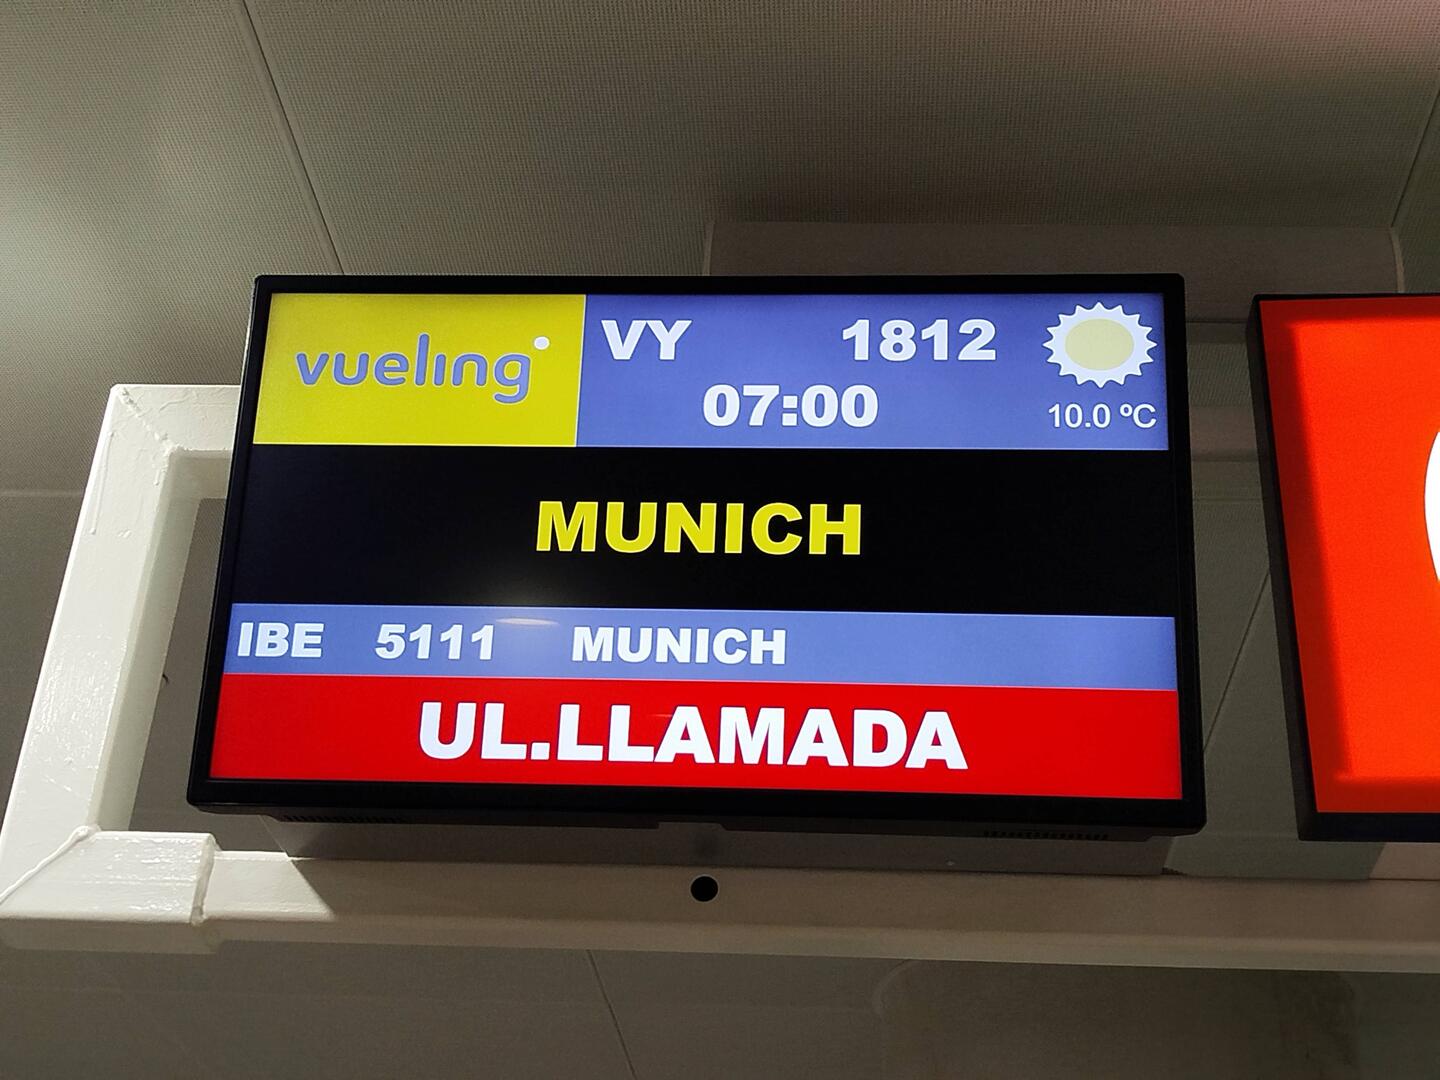 vueling
VY 1812
07:00
10.0 ºC
MUNICH
IBE 5111 MUNICH
UL.LLAMADA